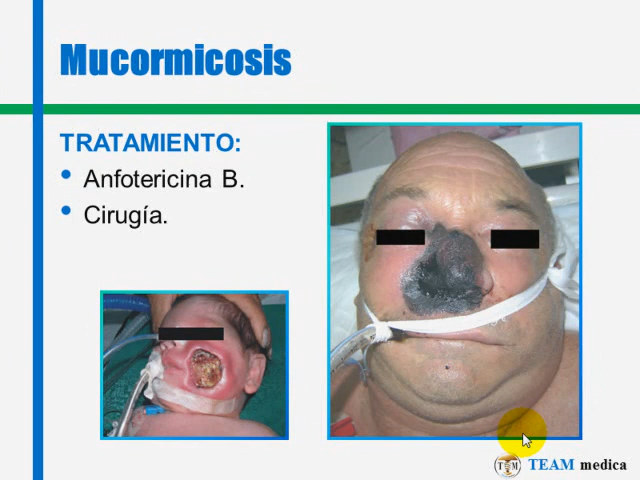 Mucormicosis
TRATAMIENTO:
• Anfotericina B.
• Cirugía.
TEAM medica